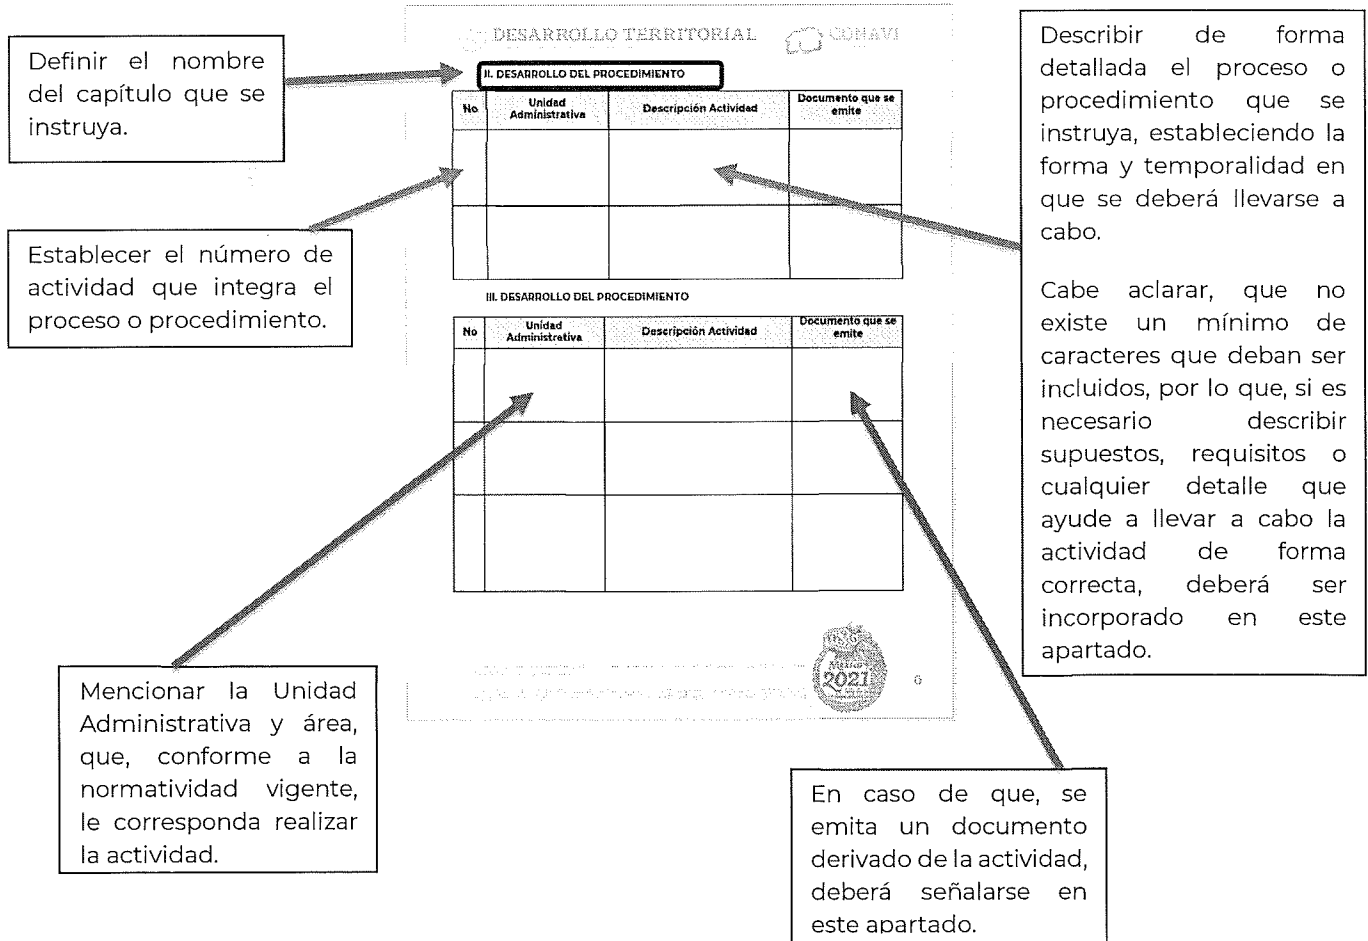 DESARROLLO TERRITORIAL
CONAVI
Definir el nombre
del capítulo que se
instruya.
Establecer el número de
actividad que integra el
proceso o procedimiento.
II. DESARROLLO DEL PROCEDIMIENTO
No
Unidad
Administrativa
Descripción Actividad
Documento que se
emite
III. DESARROLLO DEL PROCEDIMIENTO
No
Unidad
Administrativa
Descripción Actividad
Documento que se
emite
México
2021
0
Describir de forma
detallada el proceso o
procedimiento que se
instruya, estableciendo la
forma y temporalidad en
que se deberá llevarse a
cabo.
Cabe aclarar, que no
existe un mínimo de
caracteres que deban ser
incluidos, por lo que, si es
necesario describir
supuestos, requisitos o
cualquier detalle que
ayude a llevar a cabo la
actividad de forma
correcta, deberá ser
incorporado en este
apartado.
Mencionar la Unidad
Administrativa y área,
que, conforme a la
normatividad vigente,
le corresponda realizar
la actividad.
En caso de que, se
emita un documento
derivado de la actividad,
deberá señalarse en
este apartado.